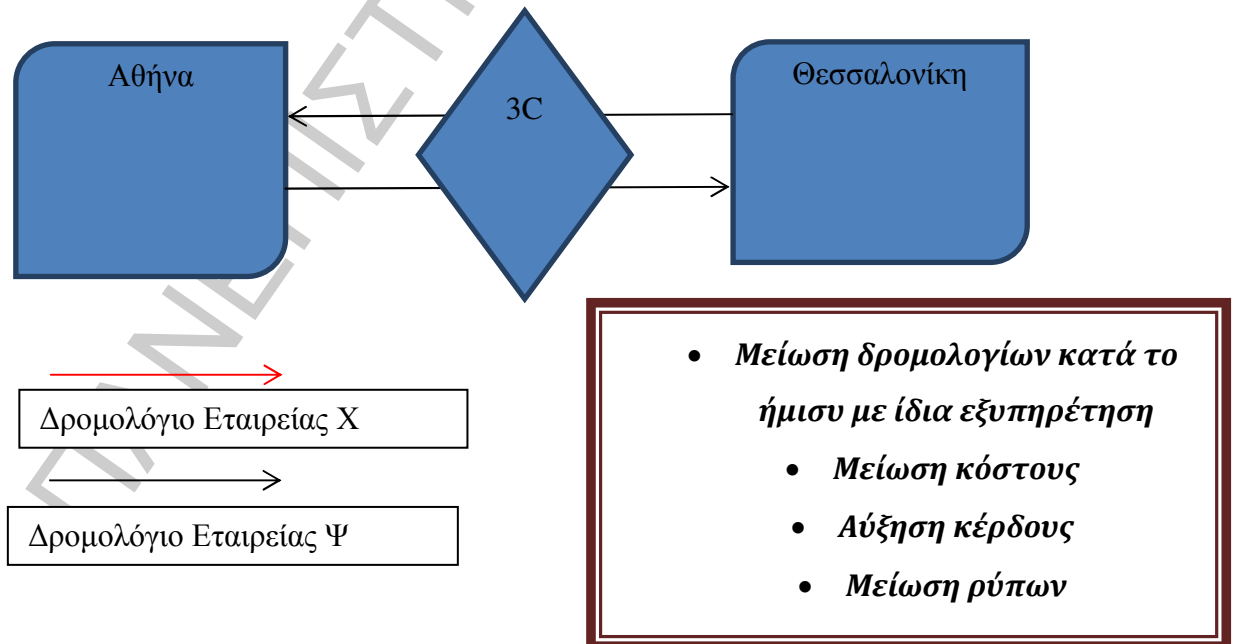 Αθήνα
3C
Θεσσαλονίκη
Δρομολόγιο Εταιρείας Χ
Δρομολόγιο Εταιρείας Ψ
• Μείωση δρομολογίων κατά το
ήμισυ με ίδια εξυπηρέτηση
• Μείωση κόστους
• Αύξηση κέρδους
• Μείωση ρύπων